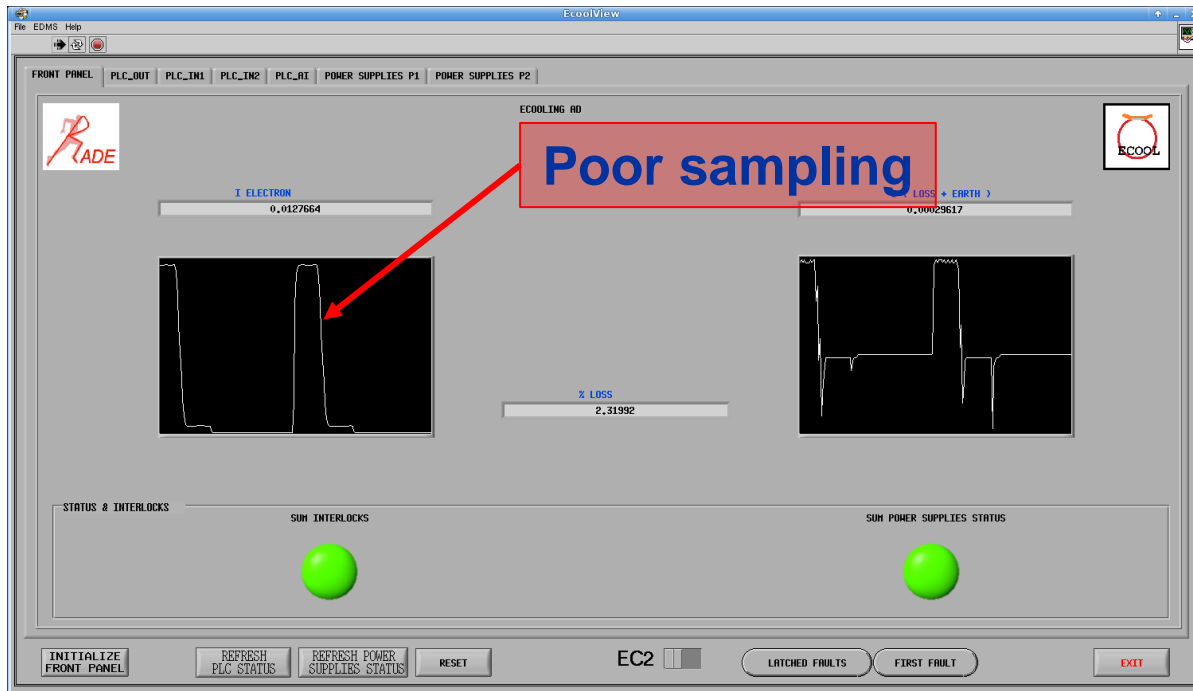 EcoolView
File EDMS Help
FRONT PANEL PLC_OUT PLC_IN1 PLC_IN2 PLC_AI POWER SUPPLIES P1 POWER SUPPLIES P2
ECOOLING AD
RADE
ECOOL
Poor sampling
I ELECTRON
( LOSS + EARTH )
0.0127664
0.00029617
% LOSS
2.31992
STATUS & INTERLOCKS
SUM INTERLOCKS
SUM POWER SUPPLIES STATUS
INITIALIZE
FRONT PANEL
REFRESH
PLC STATUS
REFRESH POWER
SUPPLIES STATUS
RESET
EC2
LATCHED FAULTS
FIRST FAULT
EXIT